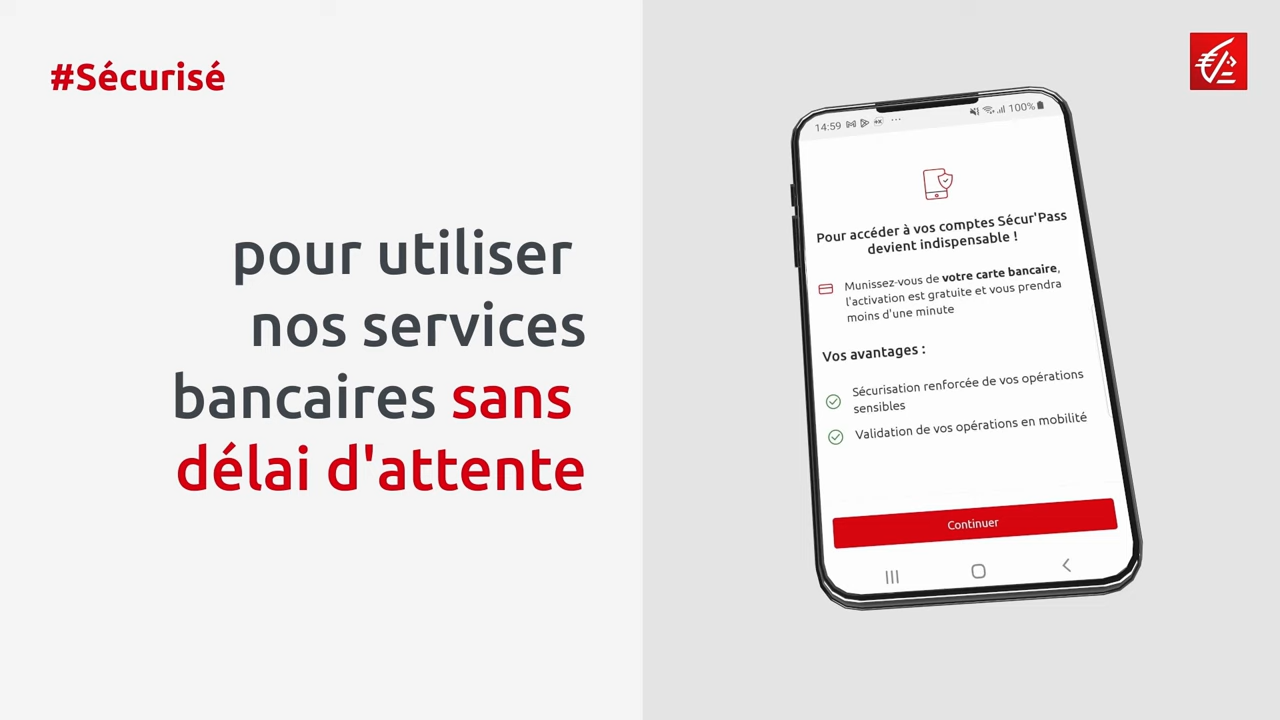 #Sécurisé
pour utiliser
nos services
bancaires sans
délai d'attente
14:59
100%
Pour accéder à vos comptes Sécur'Pass
devient indispensable !
Munissez-vous de votre carte bancaire,
l'activation est gratuite et vous prendra
moins d'une minute
Vos avantages :
Sécurisation renforcée de vos opérations
sensibles
Validation de vos opérations en mobilité
Continuer